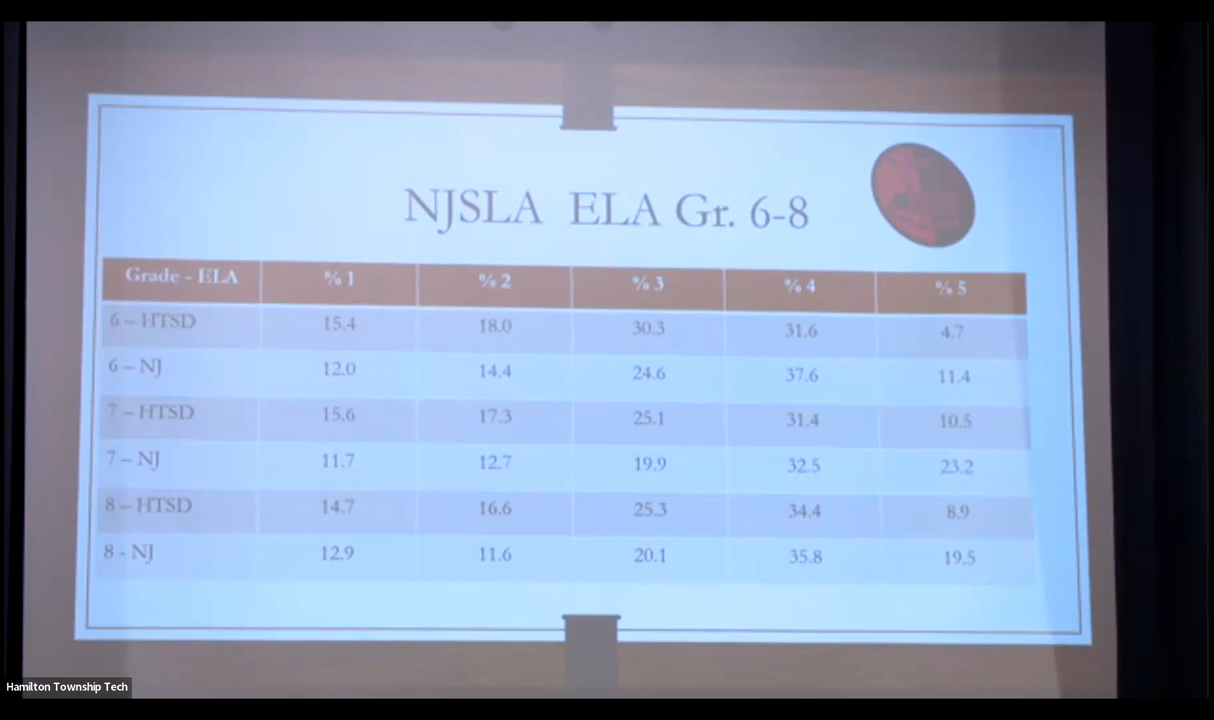 NJSLA ELA Gr. 6-8
Grade - ELA % 1 % 2 % 3 % 4 % 5
6 – HTSD 15.4 18.0 30.3 31.6 4.7
6 – NJ 12.0 14.4 24.6 37.6 11.4
7 – HTSD 15.6 17.3 25.1 31.4 10.5
7 – NJ 11.7 12.7 19.9 32.5 23.2
8 – HTSD 14.7 16.6 25.3 34.4 8.9
8 - NJ 12.9 11.6 20.1 35.8 19.5
Hamilton Township Tech